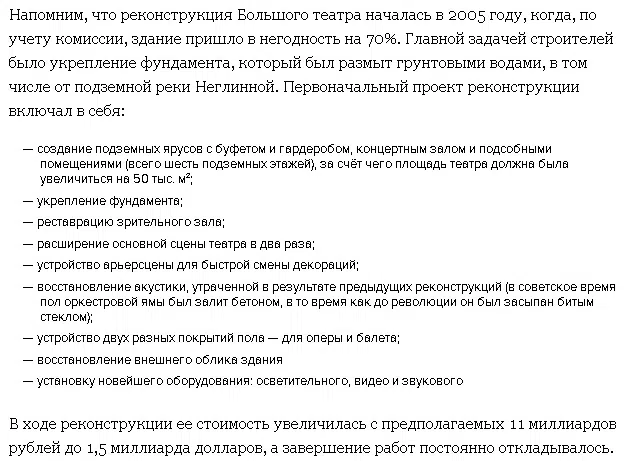 Напомним, что реконструкция Большого театра началась в 2005 году, когда, по
учету комиссии, здание пришло в негодность на 70%. Главной задачей строителей
было укрепление фундамента, который был размыт грунтовыми водами, в том
числе от подземной реки Неглинной. Первоначальный проект реконструкции
включал в себя:
— создание подземных ярусов с буфетом и гардеробом, концертным залом и подсобными
помещениями (всего шесть подземных этажей), за счёт чего площадь театра должна была
увеличиться на 50 тыс. м²;
— укрепление фундамента;
— реставрацию зрительного зала;
— расширение основной сцены театра в два раза;
— устройство арьерсцены для быстрой смены декораций;
— восстановление акустики, утраченной в результате предыдущих реконструкций (в советское время
пол оркестровой ямы был залит бетоном, в то время как до революции он был засыпан битым
стеклом);
— устройство двух разных покрытий пола — для оперы и балета;
— восстановление внешнего облика здания
— установку новейшего оборудования: осветительного, видео и звукового
В ходе реконструкции ее стоимость увеличилась с предполагаемых 11 миллиардов
рублей до 1,5 миллиарда долларов, а завершение работ постоянно откладывалось.